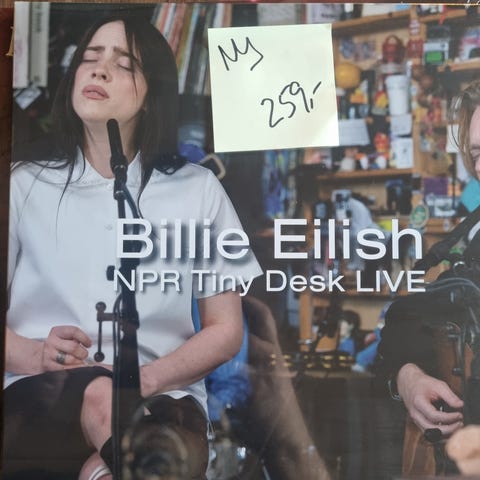 Ny
259,-
Billie Eilish
NPR Tiny Desk LIVE